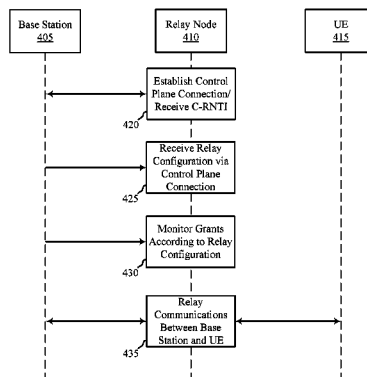 Base Station
405
Relay Node
410
UE
415
Establish Control
Plane Connection/
Receive C-RNTI
420
Receive Relay
Configuration via
Control Plane
Connection
425
Monitor Grants
According to Relay
Configuration
430
Relay
Communications
Between Base
Station and UE
435